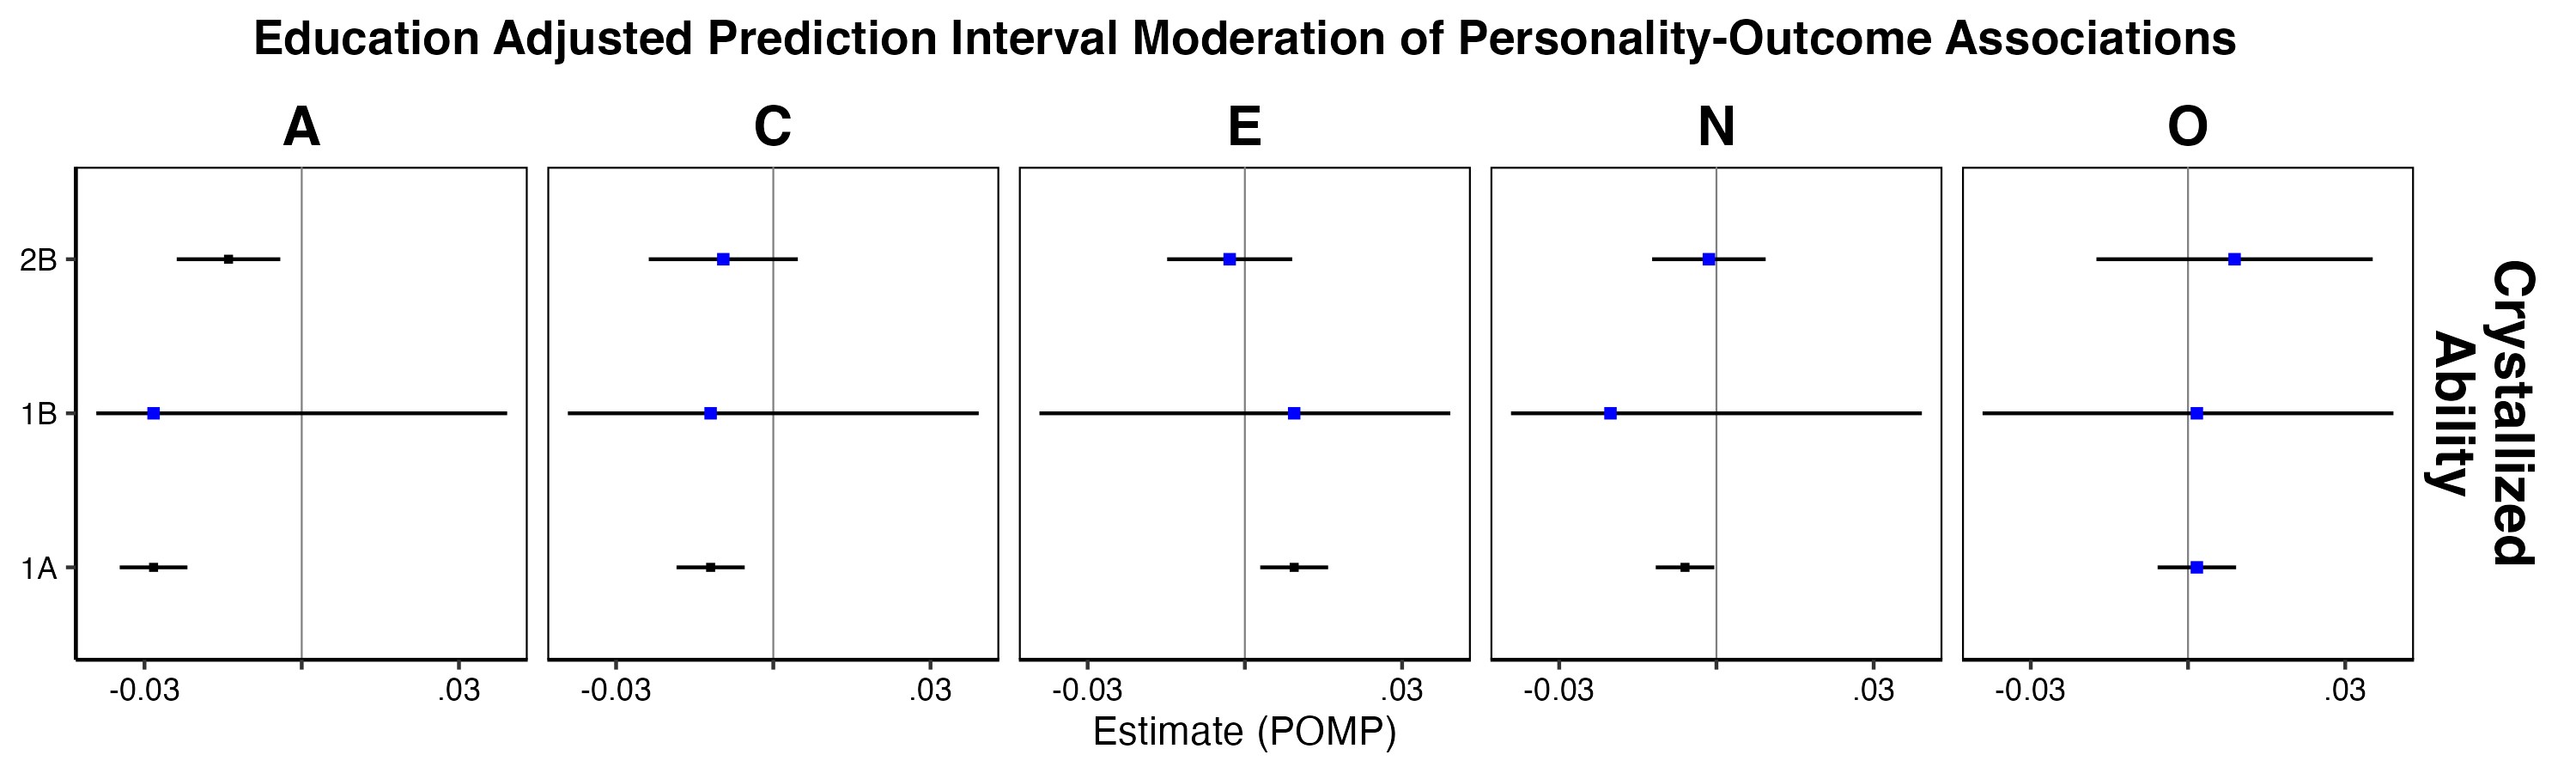 Education Adjusted Prediction Interval Moderation of Personality-Outcome Associations
A
C
E
N
O
2B
1B
1A
Crystallized
Ability
-0.03
.03
-0.03
.03
-0.03
.03
-0.03
.03
-0.03
.03
Estimate (POMP)